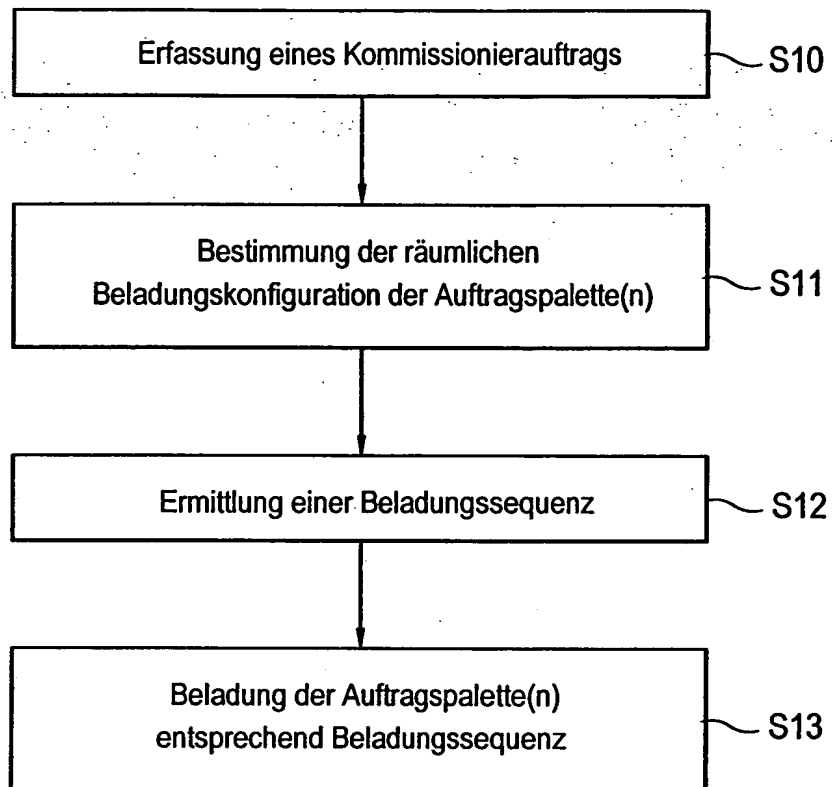 Erfassung eines Kommissionierauftrags
S10
Bestimmung der räumlichen
Beladungskonfiguration der Auftragspalette(n)
S11
Ermittlung einer Beladungssequenz
S12
Beladung der Auftragspalette(n)
entsprechend Beladungssequenz
S13